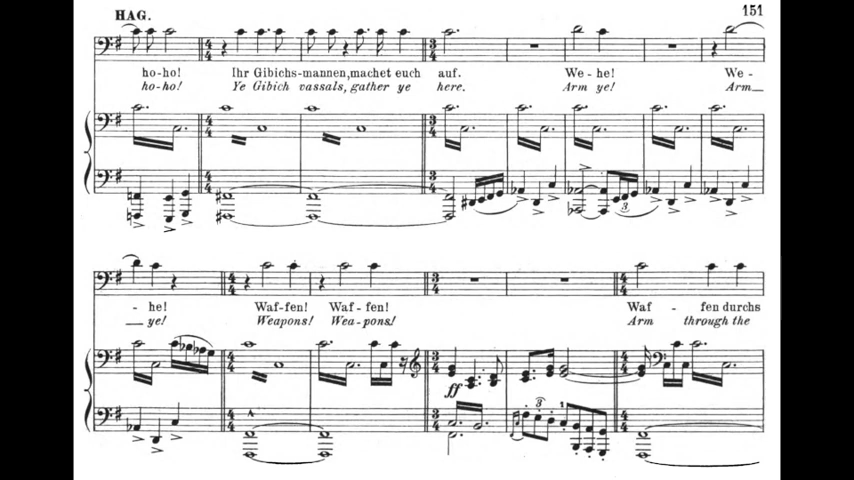 HAG. 151
ho-ho! Ihr Gibichs-mannen, machet euch auf. We-he! We-
ho-ho! Ye Gibich vassals, gather ye here. Arm ye! Arm
3
- he! Waf-fen! Waf-fen! Waf - fen durchs
ye! Weapons! Wea-pons! Arm through the
ff 3